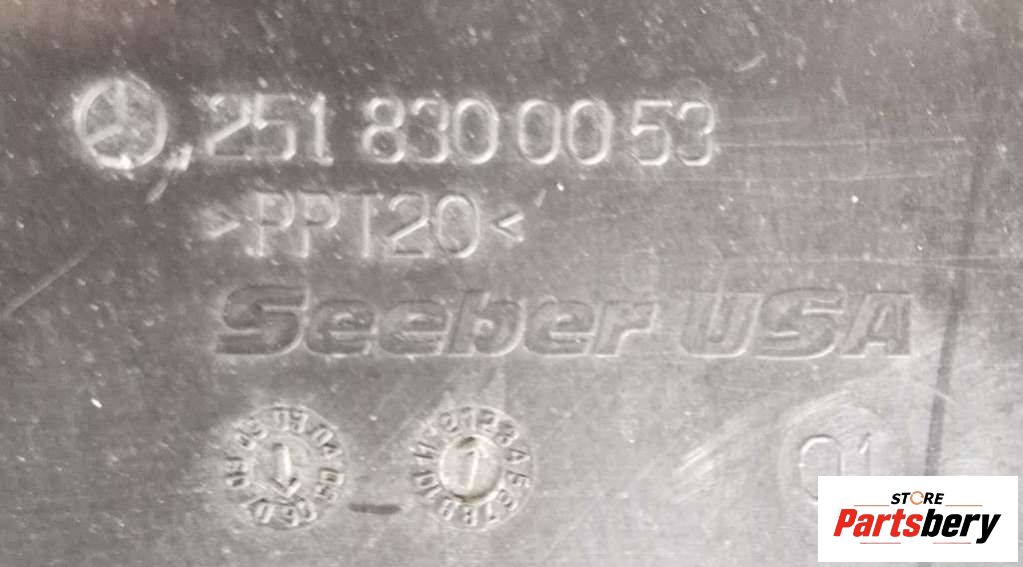 251 830 00 53
>PPT20<
Seeber USA
01
STORE
Partsbery